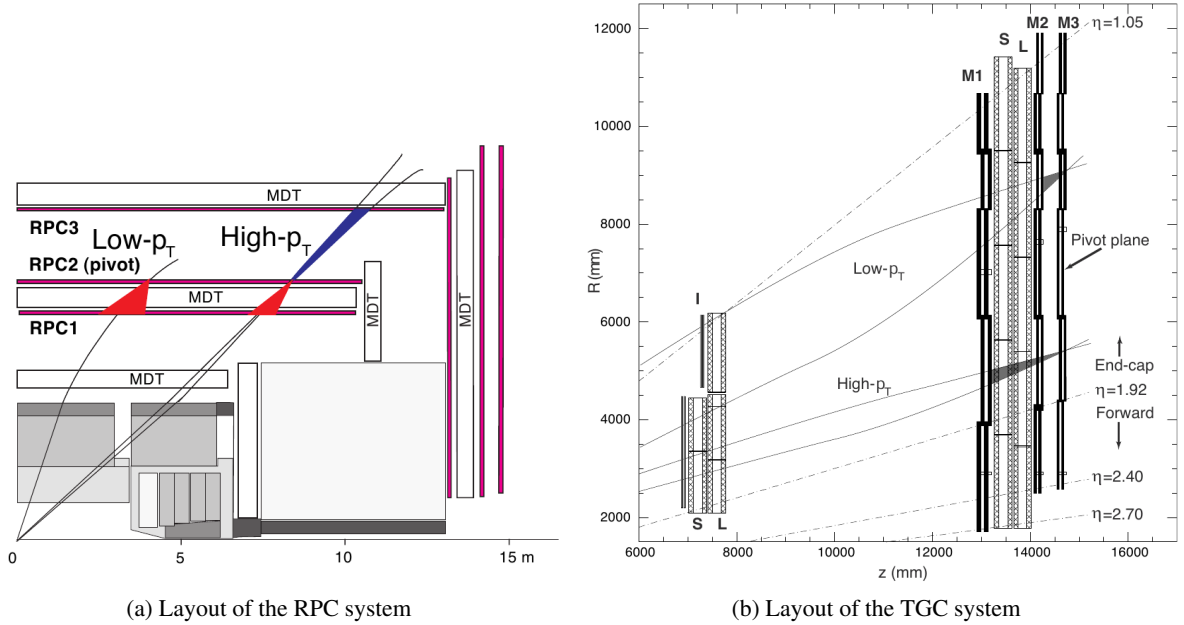 MDT
RPC3
Low-pT
High-pT
RPC2 (pivot)
MDT
RPC1
MDT
MDT
MDT
0
5
10
15 m
(a) Layout of the RPC system
12000
10000
8000
6000
4000
2000
R (mm)
M2 M3
η=1.05
S
L
M1
Pivot plane
Low-pT
I
End-cap
High-pT
η=1.92
Forward
η=2.40
S L
η=2.70
6000 8000 10000 12000 14000 16000
z (mm)
(b) Layout of the TGC system